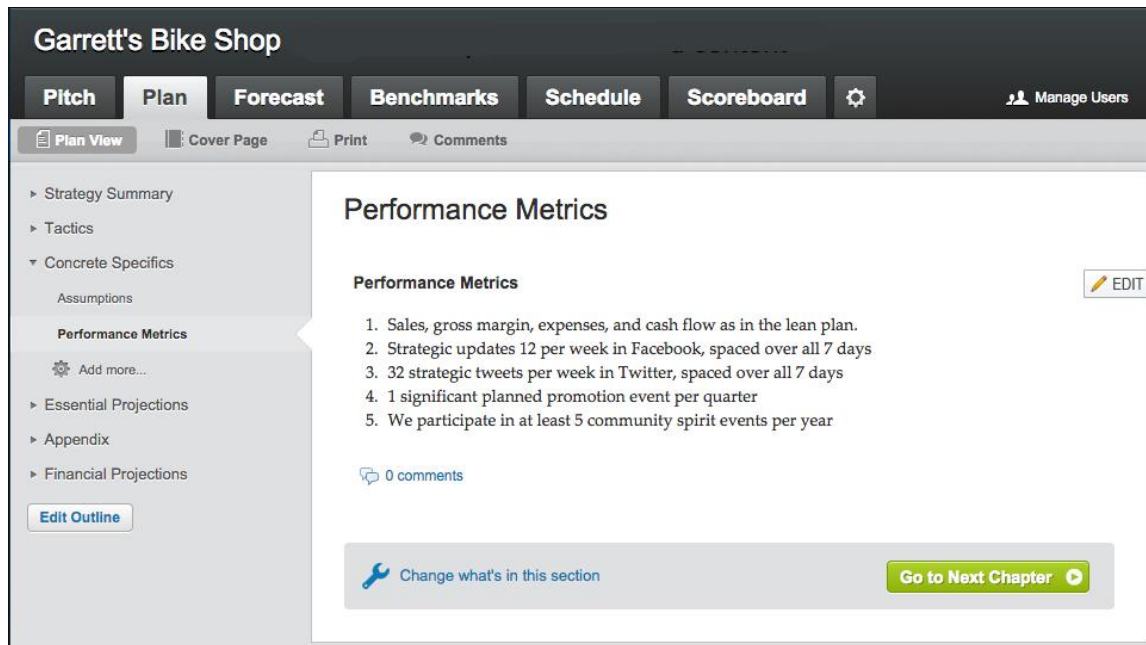 Garrett's Bike Shop
Pitch Plan Forecast Benchmarks Schedule Scoreboard Manage Users
Plan View Cover Page Print Comments
Strategy Summary
Tactics
Concrete Specifics
Assumptions
Performance Metrics
Add more...
Essential Projections
Appendix
Financial Projections
Edit Outline
Performance Metrics
Performance Metrics
EDIT
1. Sales, gross margin, expenses, and cash flow as in the lean plan.
2. Strategic updates 12 per week in Facebook, spaced over all 7 days
3. 32 strategic tweets per week in Twitter, spaced over all 7 days
4. 1 significant planned promotion event per quarter
5. We participate in at least 5 community spirit events per year
0 comments
Change what's in this section
Go to Next Chapter